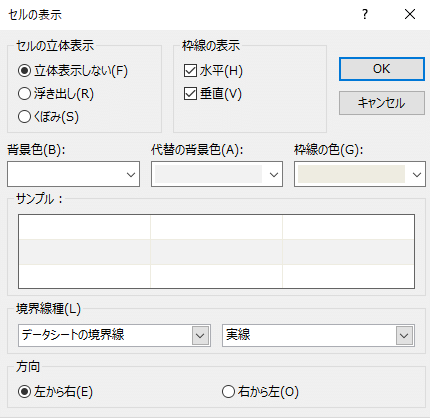 セルの表示
? ×
セルの立体表示
立体表示しない(F)
浮き出し(R)
くぼみ(S)
枠線の表示
水平(H)
垂直(V)
OK
キャンセル
背景色(B):
代替の背景色(A):
枠線の色(G):
サンプル：
境界線種(L)
データシートの境界線
実線
方向
左から右(E)
右から左(O)